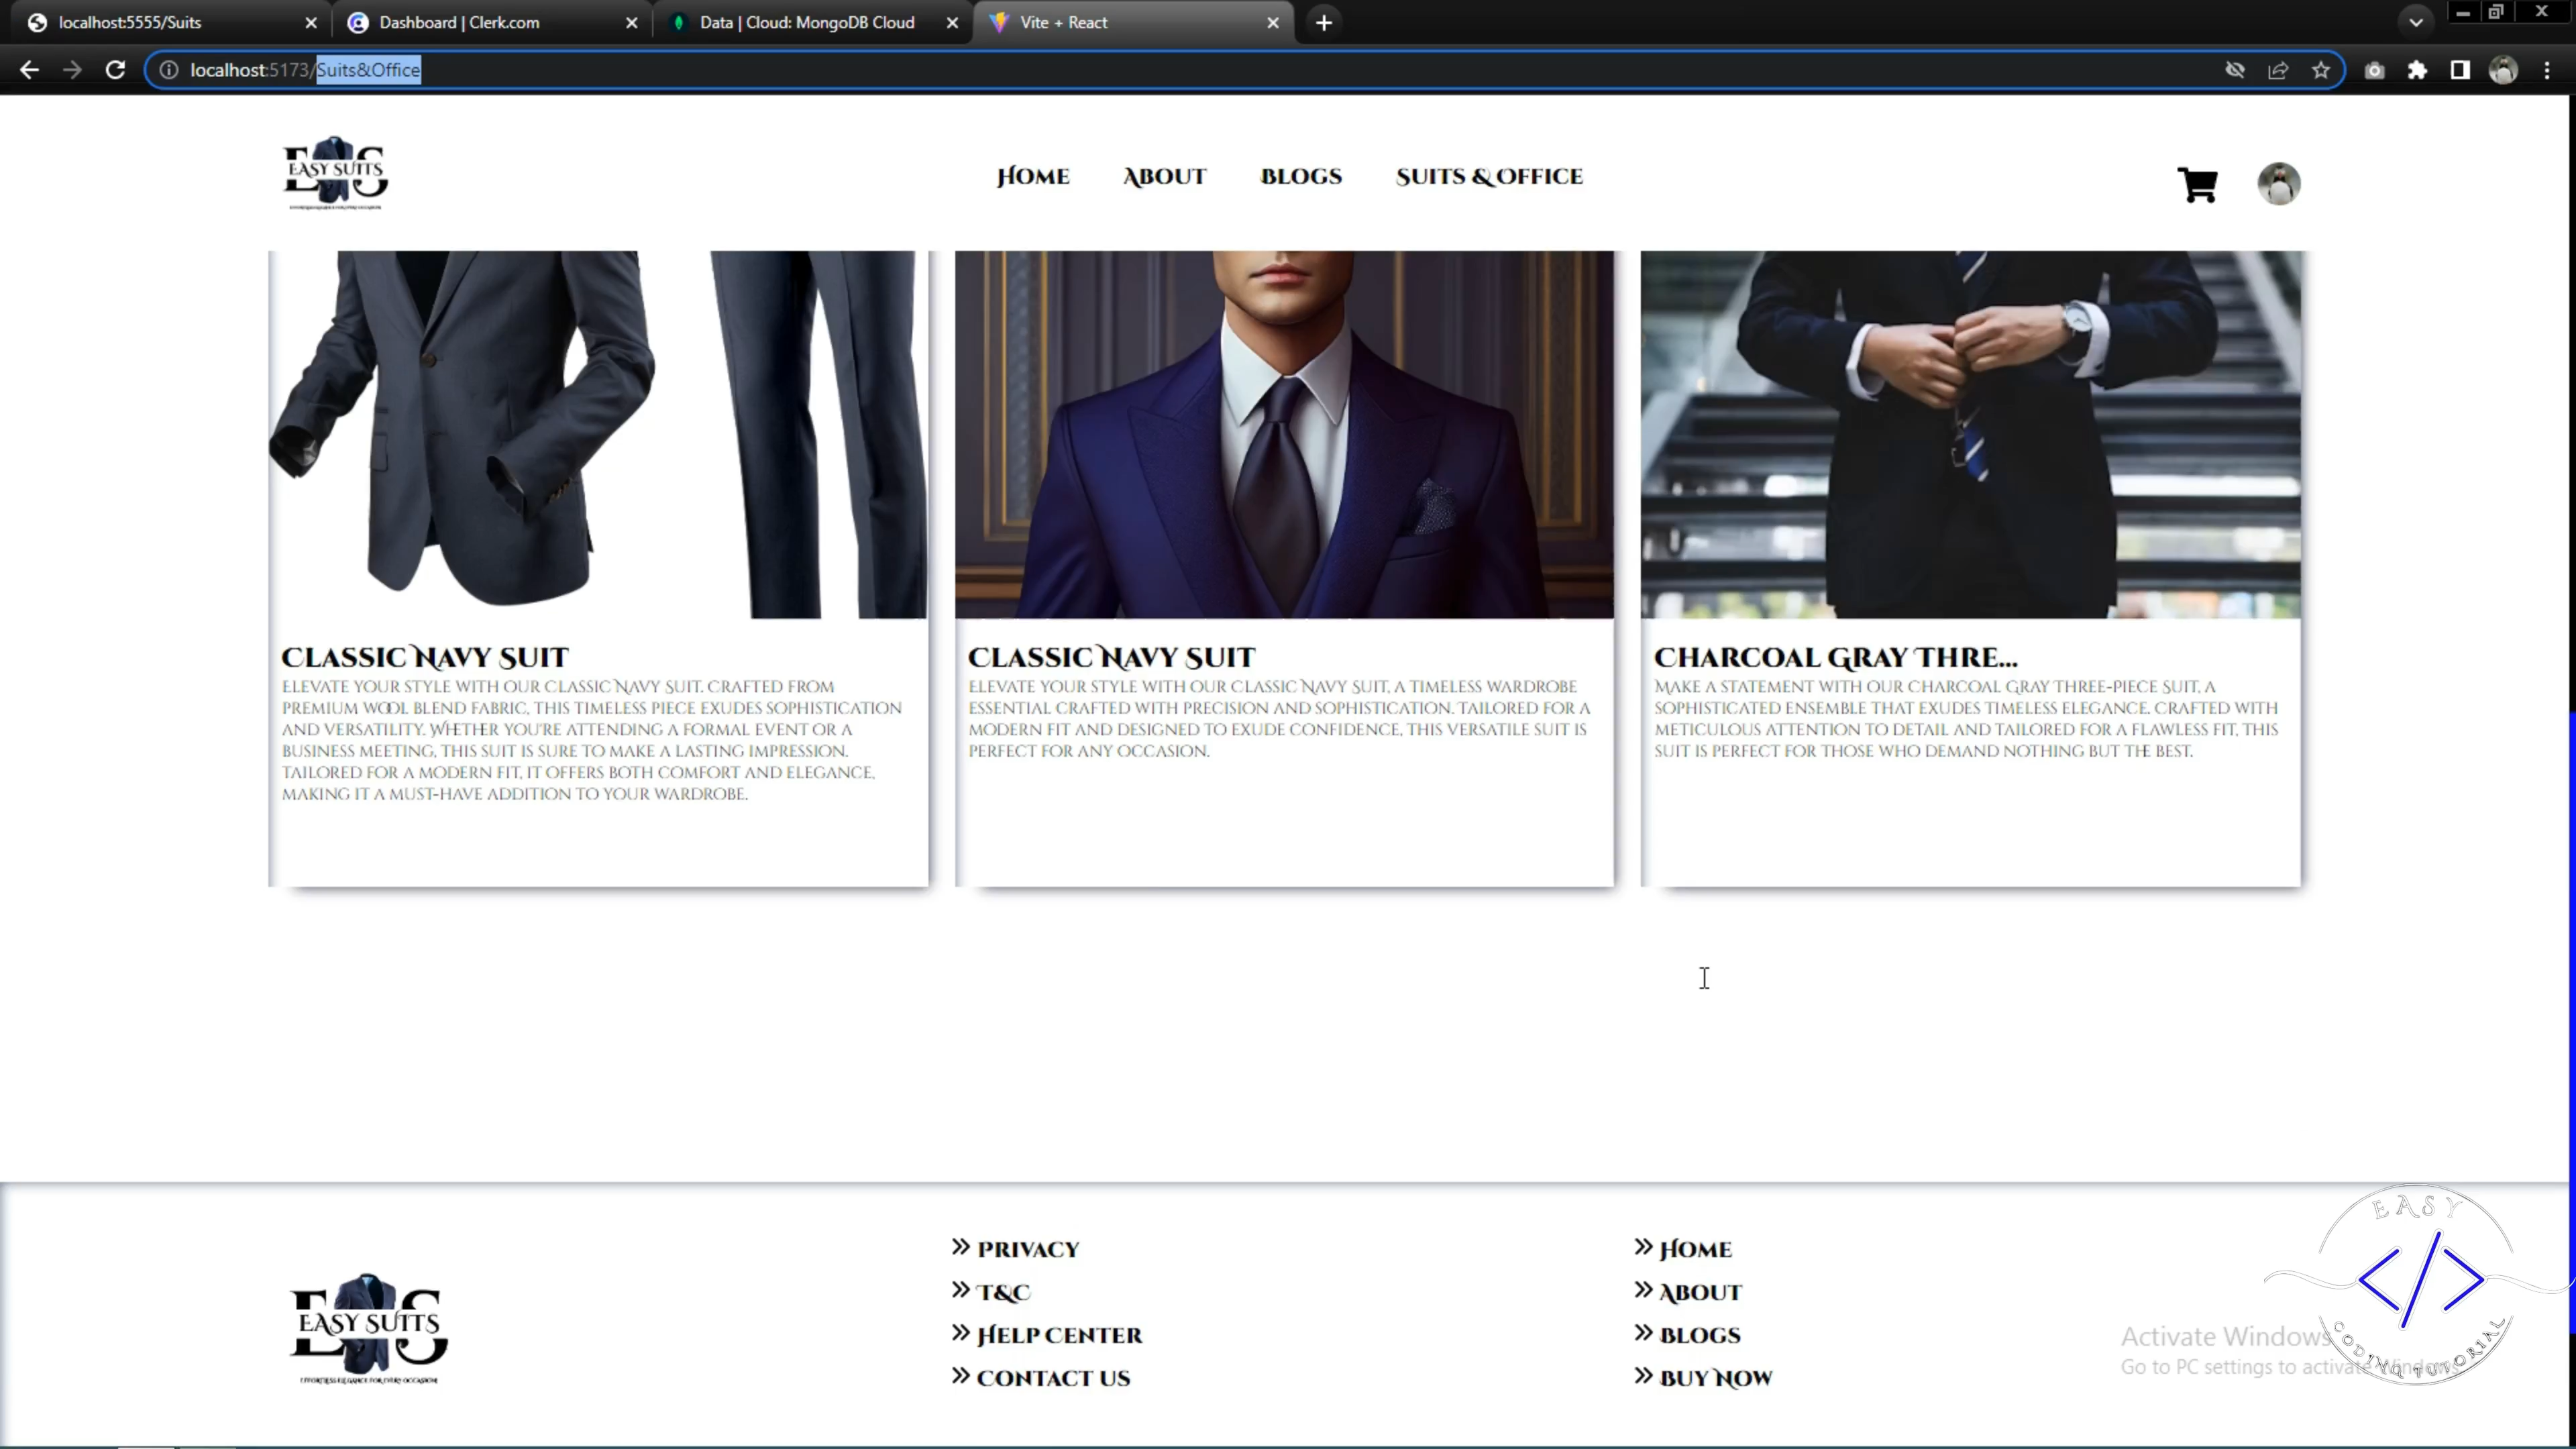 localhost:5555/Suits
Dashboard | Clerk.com
Data | Cloud: MongoDB Cloud
Vite + React
localhost:5173/Suits&Office
EASY SUITS
Home
About
Blogs
Suits & Office
Classic Navy Suit
Elevate your style with our Classic Navy Suit. Crafted from
premium wool blend fabric, this timeless piece exudes sophistication
and versatility. Whether you're attending a formal event or a
business meeting, this suit is sure to make a lasting impression.
Tailored for a modern fit, it offers both comfort and elegance,
making it a must-have addition to your wardrobe.
Classic Navy Suit
Elevate your style with our Classic Navy Suit, a timeless wardrobe
essential crafted with precision and sophistication. Tailored for a
modern fit and designed to exude confidence, this versatile suit is
perfect for any occasion.
Charcoal Gray Thre...
Make a statement with our Charcoal Gray Three-Piece Suit, a
sophisticated ensemble that exudes timeless elegance. Crafted with
meticulous attention to detail and tailored for a flawless fit, this
suit is perfect for those who demand nothing but the best.
EASY SUITS
EFFORTLESS ELEGANCE FOR EVERY OCCASION
Privacy
T&C
Help Center
Contact Us
Home
About
Blogs
Buy Now
EASY
</>
CODING TUTORIAL
Activate Windows
Go to PC settings to activate Windows.